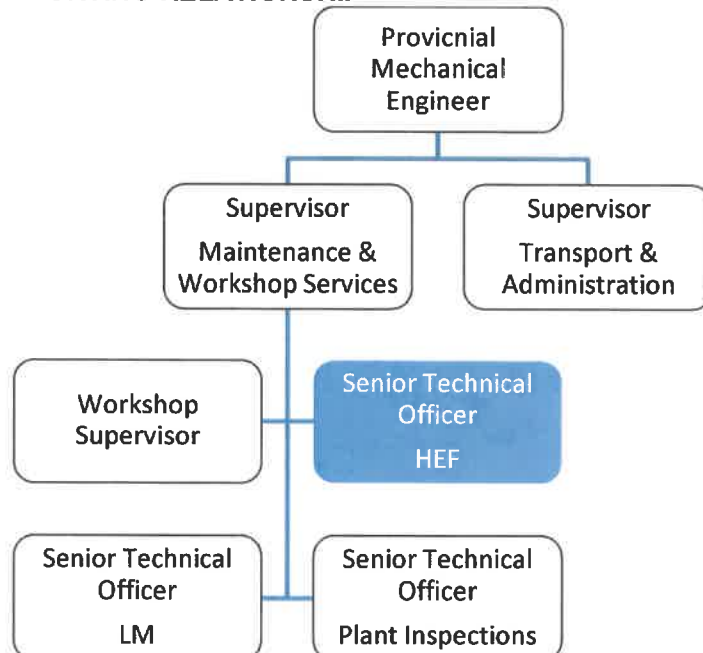 Provicnial
Mechanical
Engineer
Supervisor
Maintenance &
Workshop Services
Supervisor
Transport &
Administration
Workshop
Supervisor
Senior Technical
Officer
HEF
Senior Technical
Officer
LM
Senior Technical
Officer
Plant Inspections